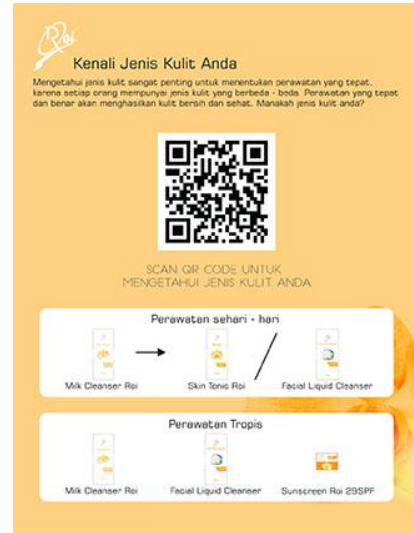 Roi
Kenali Jenis Kulit Anda
Mengetahui jenis kulit sangat penting untuk menentukan perawatan yang tepat,
karena setiap orang mempunyai jenis kulit yang berbeda - beda. Perawatan yang tepat
dan benar akan menghasilkan kulit bersih dan sehat. Manakah jenis kulit anda?
SCAN QR CODE UNTUK
MENGETAHUI JENIS KULIT ANDA
Perawatan sehari - hari
Milk Cleanser Roi
Skin Tonic Roi
Facial Liquid Cleanser
Perawatan Tropis
Milk Cleanser Roi
Facial Liquid Cleanser
Sunscreen Roi 29SPF